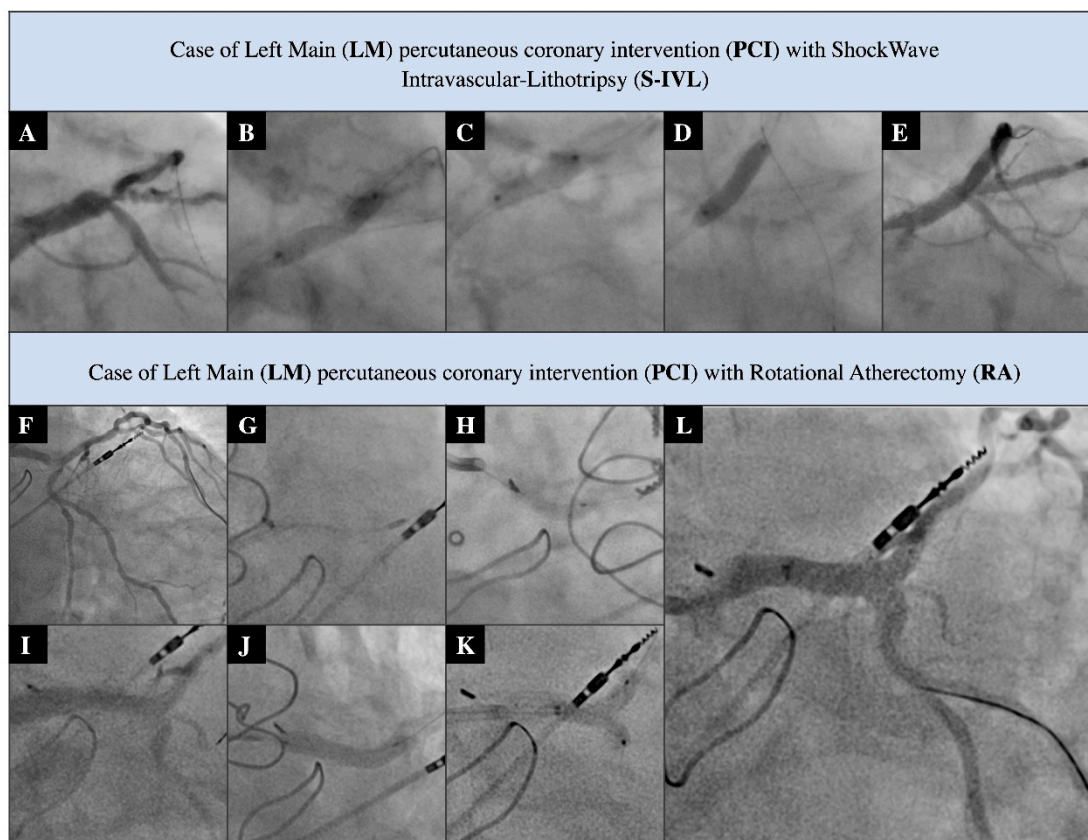 Case of Left Main (LM) percutaneous coronary intervention (PCI) with ShockWave
Intravascular-Lithotripsy (S-IVL)
A
B
C
D
E
Case of Left Main (LM) percutaneous coronary intervention (PCI) with Rotational Atherectomy (RA)
F
G
H
L
I
J
K